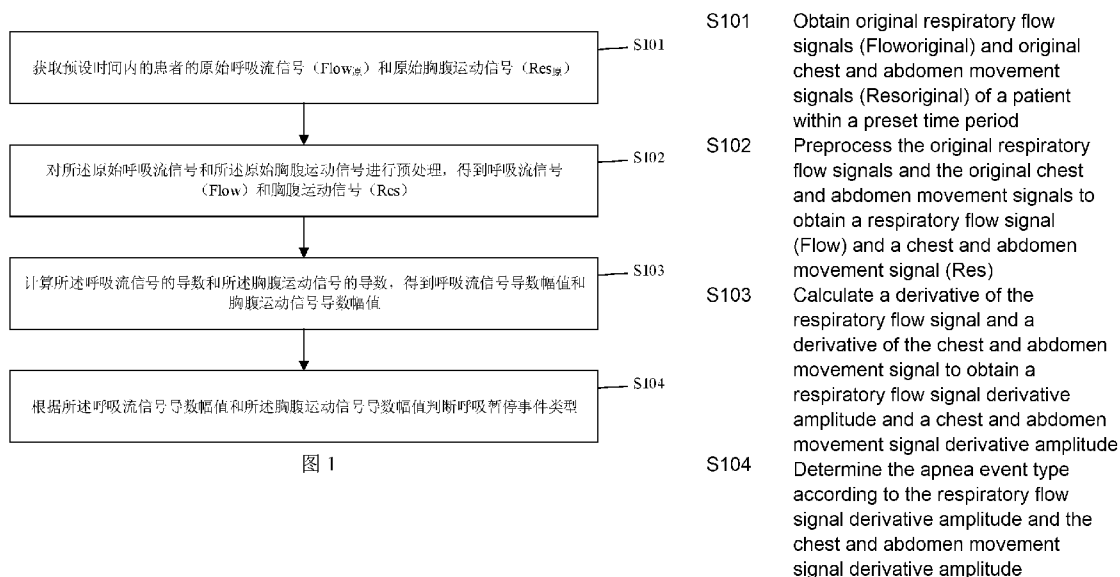 获取预设时间内的患者的原始呼吸流信号（Flow原）和原始胸腹运动信号（Res原）
S101
对所述原始呼吸流信号和所述原始胸腹运动信号进行预处理，得到呼吸流信号
（Flow）和胸腹运动信号（Res）
S102
计算所述呼吸流信号的导数和所述胸腹运动信号的导数，得到呼吸流信号导数幅值和
胸腹运动信号导数幅值
S103
根据所述呼吸流信号导数幅值和所述胸腹运动信号导数幅值判断呼吸暂停事件类型
S104
图 1
S101 Obtain original respiratory flow
signals (Floworiginal) and original
chest and abdomen movement
signals (Resoriginal) of a patient
within a preset time period
S102 Preprocess the original respiratory
flow signals and the original chest
and abdomen movement signals to
obtain a respiratory flow signal
(Flow) and a chest and abdomen
movement signal (Res)
S103 Calculate a derivative of the
respiratory flow signal and a
derivative of the chest and abdomen
movement signal to obtain a
respiratory flow signal derivative
amplitude and a chest and abdomen
movement signal derivative amplitude
S104 Determine the apnea event type
according to the respiratory flow
signal derivative amplitude and the
chest and abdomen movement
signal derivative amplitude